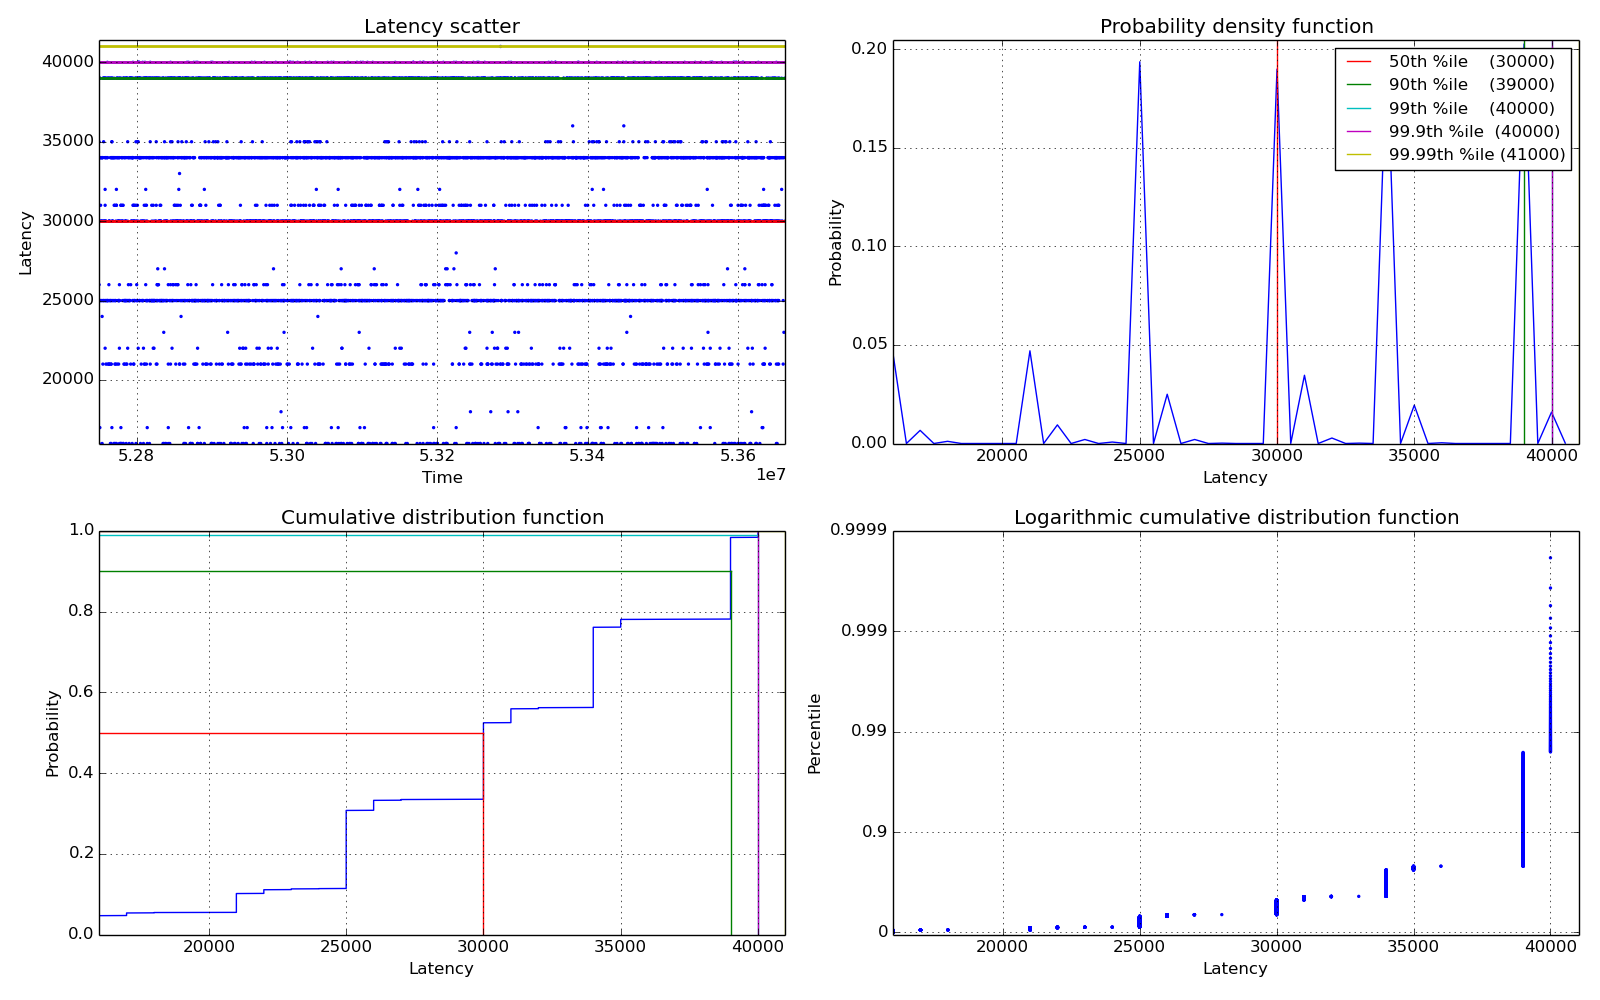 Latency scatter
40000
35000
30000
25000
20000
Latency
5.28 5.30 5.32 5.34 5.36
1e7
Time
Probability density function
0.20
0.15
0.10
0.05
0.00
Probability
50th %ile (30000)
90th %ile (39000)
99th %ile (40000)
99.9th %ile (40000)
99.99th %ile (41000)
20000 25000 30000 35000 40000
Latency
Cumulative distribution function
1.0
0.8
0.6
0.4
0.2
0.0
Probability
20000 25000 30000 35000 40000
Latency
Logarithmic cumulative distribution function
0.9999
0.999
0.99
0.9
0
Percentile
20000 25000 30000 35000 40000
Latency